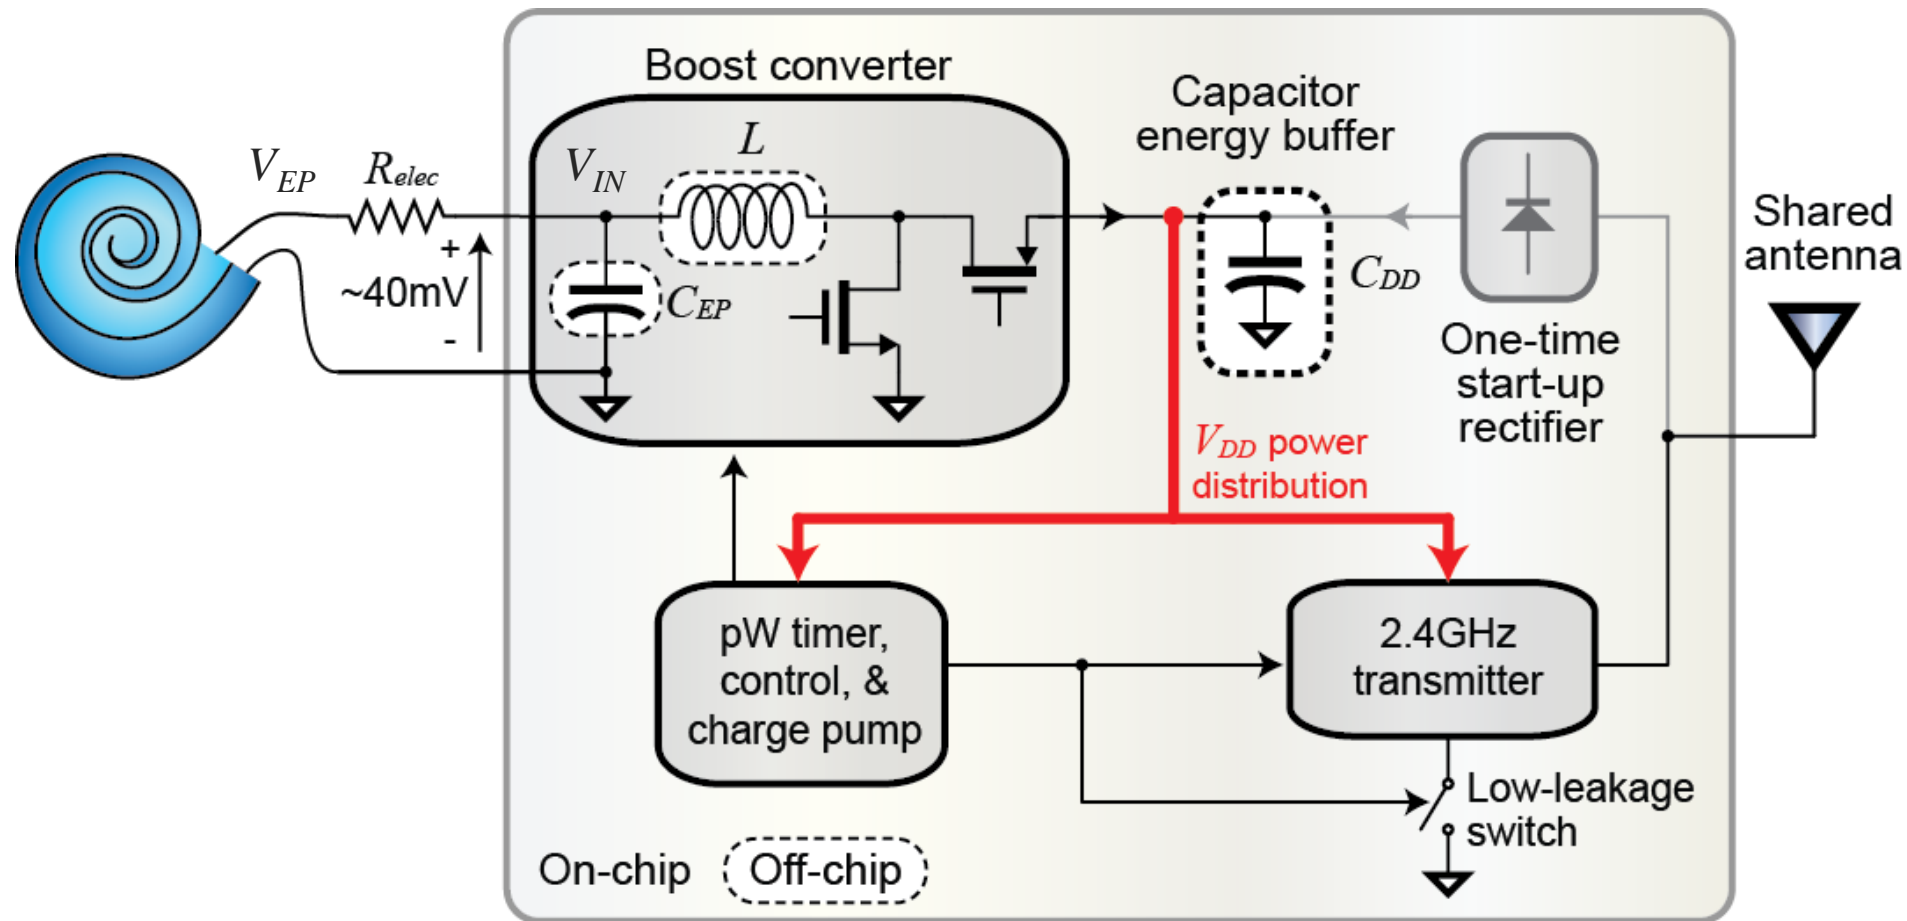 Boost converter
Capacitor
energy buffer
L
V_EP
R_elec
V_IN
Shared
antenna
+
~40mV
-
C_EP
C_DD
One-time
start-up
rectifier
V_DD power
distribution
pW timer,
control, &
charge pump
2.4GHz
transmitter
Low-leakage
switch
On-chip
Off-chip